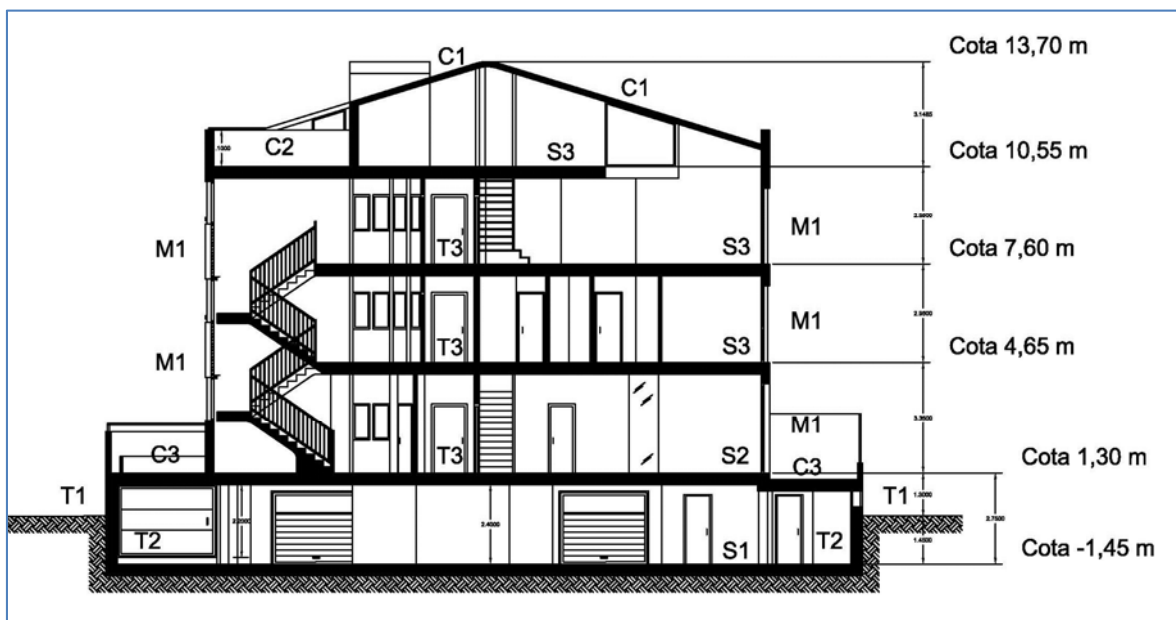 C1
Cota 13,70 m
C1
C2
S3
Cota 10,55 m
M1
T3
S3
M1
Cota 7,60 m
M1
T3
S3
M1
Cota 4,65 m
C3
T3
S2
M1
C3
Cota 1,30 m
T1
T1
T2
2.4500
S1
T2
Cota -1,45 m